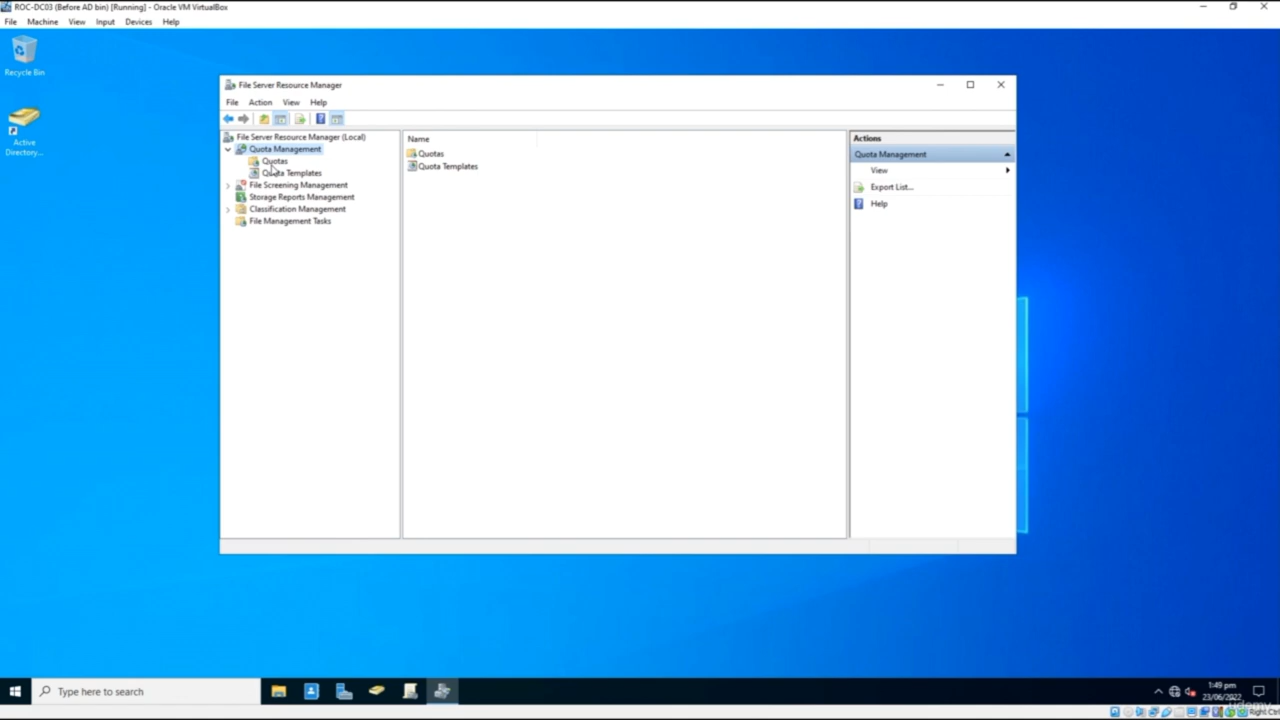 ROC-DC03 (Before AD bin) [Running] - Oracle VM VirtualBox
File Machine View Input Devices Help
Recycle Bin
Active
Directory...
File Server Resource Manager
File Action View Help
File Server Resource Manager (Local)
Quota Management
Quotas
Quota Templates
File Screening Management
Storage Reports Management
Classification Management
File Management Tasks
Name
Quotas
Quota Templates
Actions
Quota Management
View
Export List...
Help
Type here to search
1:49 pm
23/06/2022
udemy
Right Ctrl